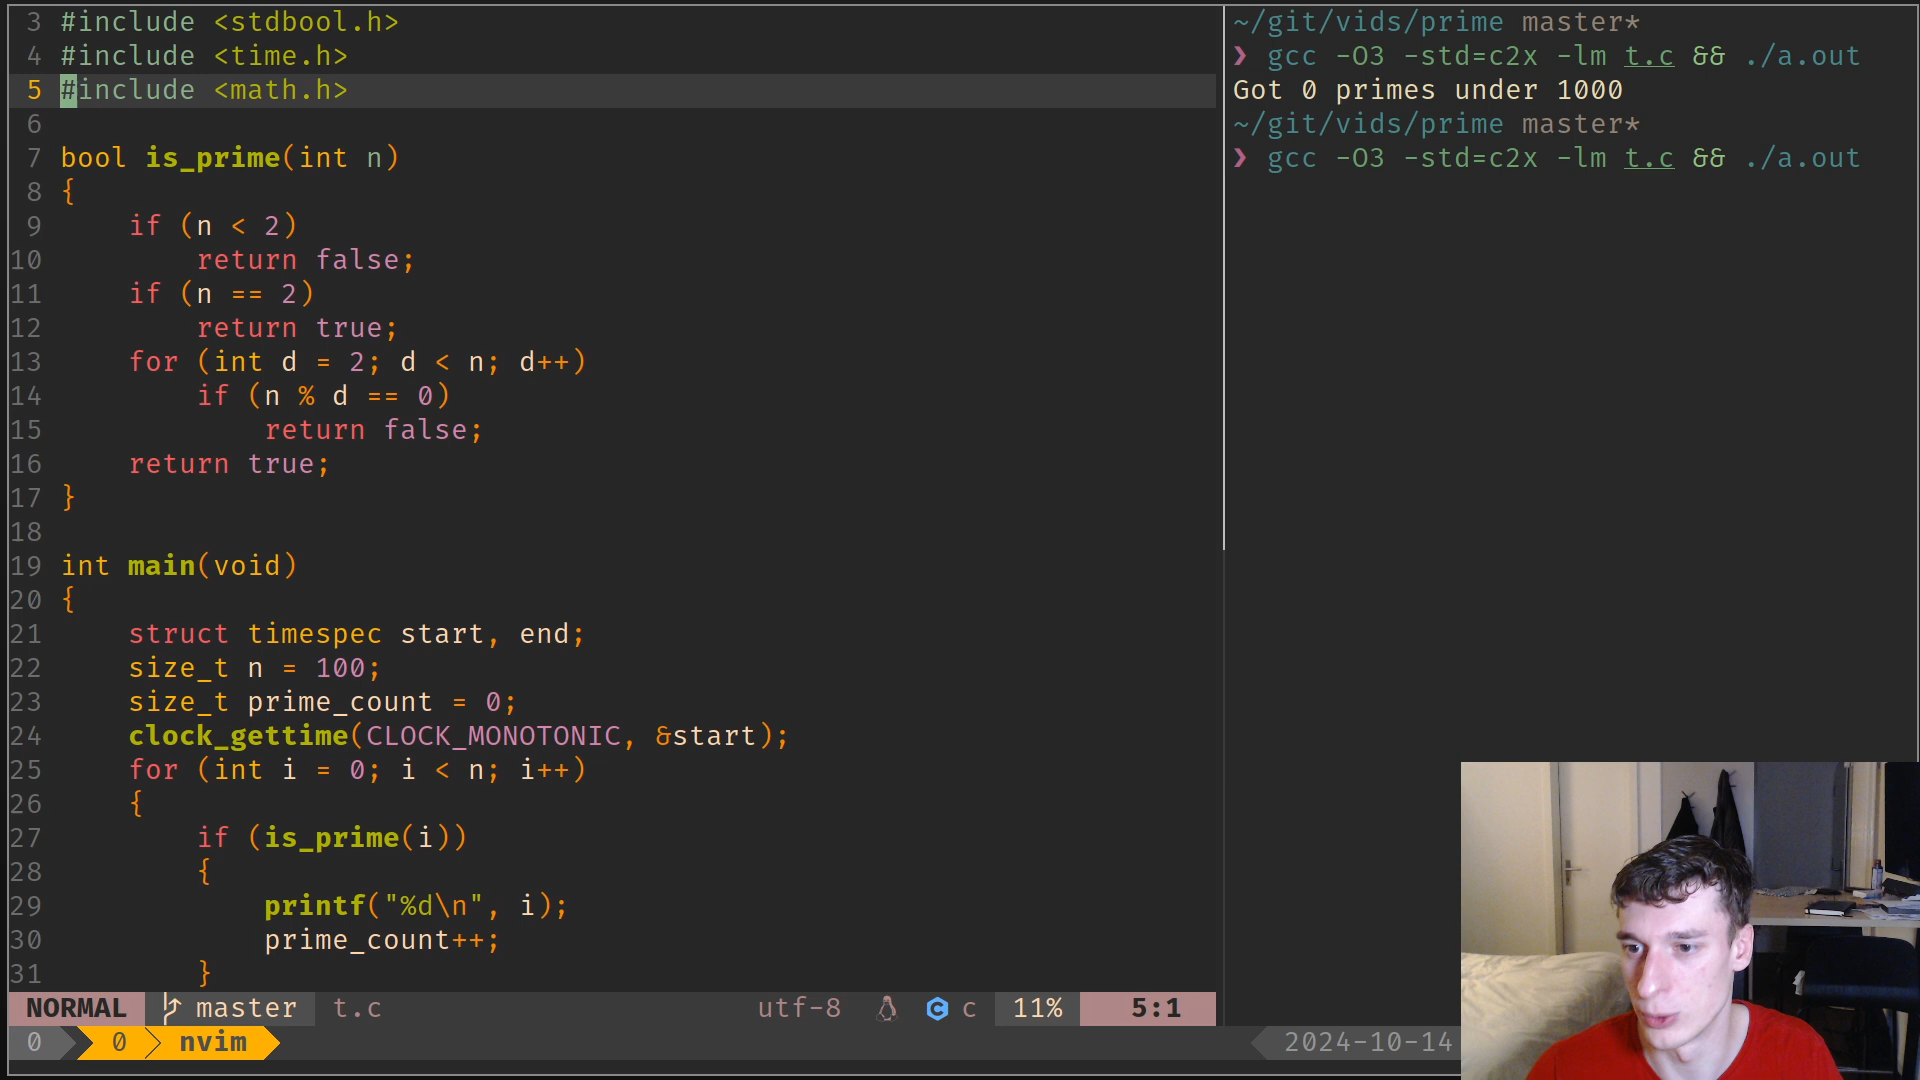 3 #include <stdbool.h>
4 #include <time.h>
5 #include <math.h>
6
7 bool is_prime(int n)
8 {
9     if (n < 2)
10         return false;
11     if (n == 2)
12         return true;
13     for (int d = 2; d < n; d++)
14         if (n % d == 0)
15             return false;
16     return true;
17 }
18
19 int main(void)
20 {
21     struct timespec start, end;
22     size_t n = 100;
23     size_t prime_count = 0;
24     clock_gettime(CLOCK_MONOTONIC, &start);
25     for (int i = 0; i < n; i++)
26     {
27         if (is_prime(i))
28         {
29             printf("%d\n", i);
30             prime_count++;
31         }
NORMAL master t.c utf-8 c 11% 5:1
0 0 nvim 2024-10-14
~/git/vids/prime master*
❯ gcc -O3 -std=c2x -lm t.c && ./a.out
Got 0 primes under 1000
~/git/vids/prime master*
❯ gcc -O3 -std=c2x -lm t.c && ./a.out